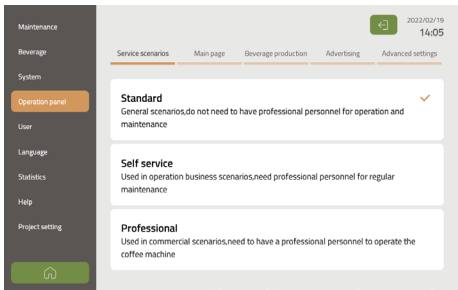 Maintenance
Beverage
System
Operation panel
User
Language
Statistics
Help
Project setting
2022/02/19
14:05
Service scenarios Main page Beverage production Advertising Advanced settings
Standard
General scenarios,do not need to have professional personnel for operation and
maintenance
Self service
Used in operation business scenarios,need professional personnel for regular
maintenance
Professional
Used in commercial scenarios,need to have a professional personnel to operate the
coffee machine